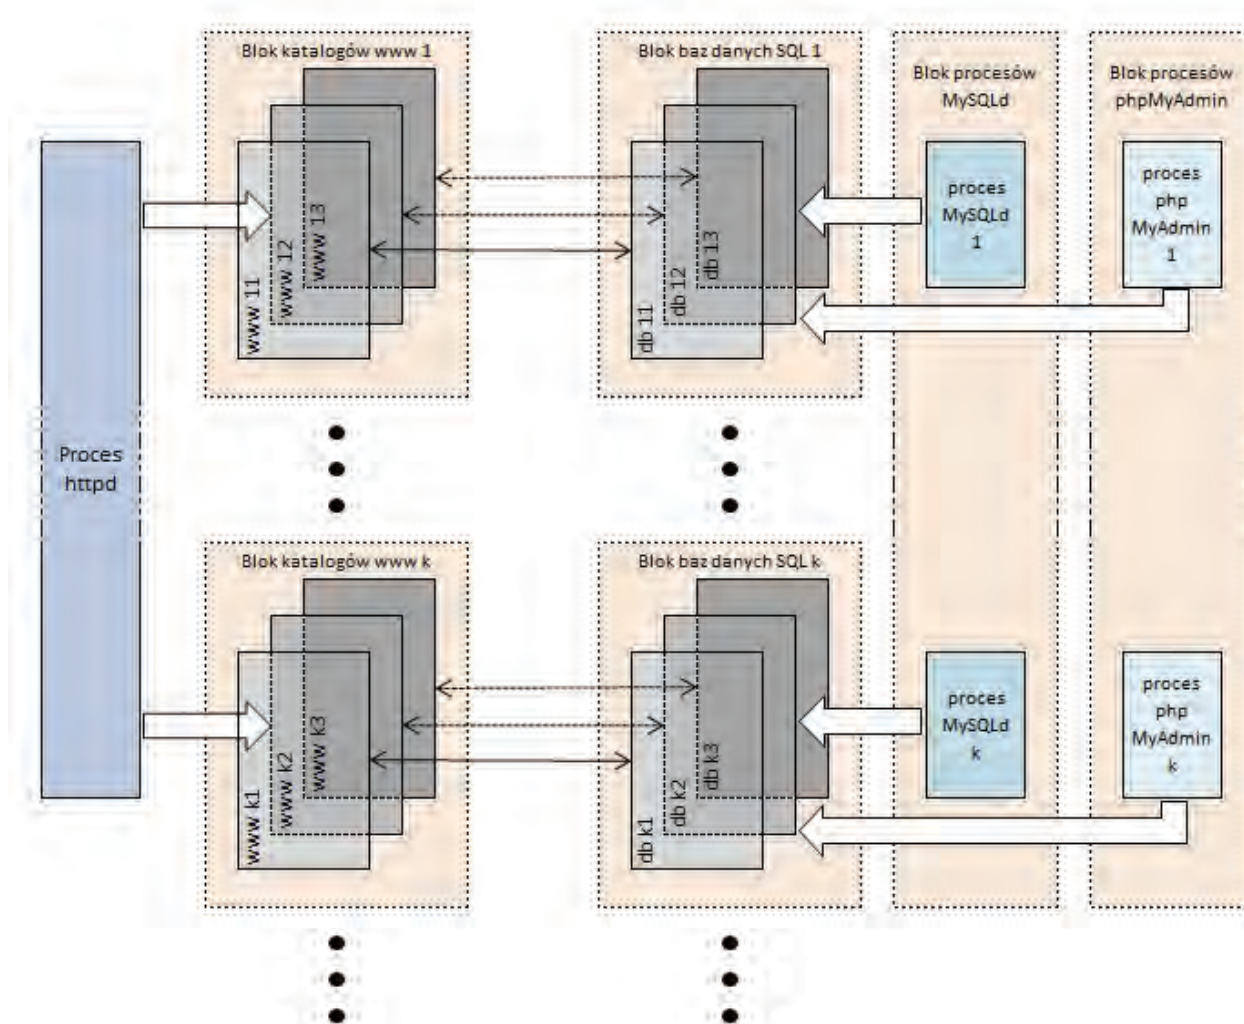 Blok katalogów www 1
Blok baz danych SQL 1
Blok procesów
MySQLd
Blok procesów
phpMyAdmin
www 11
www 12
www 13
db 11
db 12
db 13
proces
MySQLd
1
proces
php
MyAdmin
1
Proces
httpd
Blok katalogów www k
Blok baz danych SQL k
www k1
www k2
www k3
db k1
db k2
db k3
proces
MySQLd
k
proces
php
MyAdmin
k